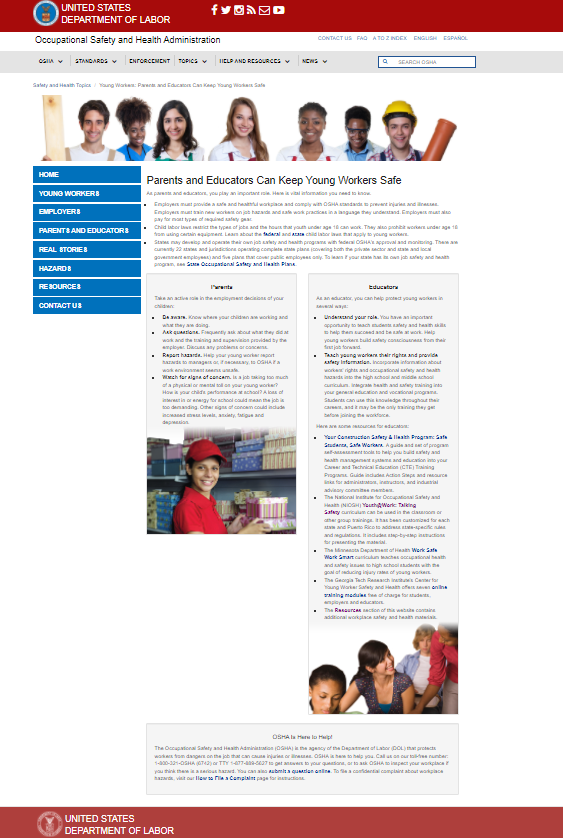 UNITED STATES
DEPARTMENT OF LABOR
Occupational Safety and Health Administration
CONTACT US FAQ A TO Z INDEX ENGLISH ESPAÑOL
OSHA STANDARDS ENFORCEMENT TOPICS HELP AND RESOURCES NEWS
SEARCH OSHA
Safety and Health Topics / Young Workers: Parents and Educators Can Keep Young Workers Safe
HOME
YOUNG WORKERS
EMPLOYERS
PARENTS AND EDUCATORS
REAL STORIES
HAZARDS
RESOURCES
CONTACT US
Parents and Educators Can Keep Young Workers Safe
As parents and educators, you play an important role. Here is vital information you need to know.
Employers must provide a safe and healthful workplace and comply with OSHA standards to prevent injuries and illnesses.
Employers must train new workers on job hazards and safe work practices in a language they understand. Employers must also
pay for most types of required safety gear.
Child labor laws restrict the types of jobs and the hours that youth under age 18 can work. They also prohibit workers under age 18
from using certain equipment. Learn about the federal and state child labor laws that apply to young workers.
States may develop and operate their own job safety and health programs with federal OSHA's approval and monitoring. There are
currently 22 states and jurisdictions operating complete state plans (covering both the private sector and state and local
government employees) and five plans that cover public employees only. To learn if your state has its own job safety and health
program, see State Occupational Safety and Health Plans.
Parents
Take an active role in the employment decisions of your
children:
Be aware. Know where your children are working and
what they are doing.
Ask questions. Frequently ask about what they did at
work and the training and supervision provided by the
employer. Discuss any problems or concerns.
Report hazards. Help your young worker report
hazards to managers or, if necessary, to OSHA if a
work environment seems unsafe.
Watch for signs of concern. Is a job taking too much
of a physical or mental toll on your young worker?
How is your child's performance at school? A loss of
interest in or energy for school could mean the job is
too demanding. Other signs of concern could include
increased stress levels, anxiety, fatigue and
depression.
Educators
As an educator, you can help protect young workers in
several ways:
Understand your role. You have an important
opportunity to teach students safety and health skills
to help them succeed and be safe at work. Help
young workers build safety consciousness from their
first job forward.
Teach young workers their rights and provide
safety information. Incorporate information about
workers' rights and occupational safety and health
hazards into the high school and middle school
curriculum. Integrate health and safety training into
your general education and vocational programs.
Students can use this knowledge throughout their
careers, and it may be the only training they get
before joining the workforce.
Here are some resources for educators:
Your Construction Safety & Health Program: Safe
Students, Safe Workers. A guide and set of program
self-assessment tools to help you build safety and
health management systems and education into your
Career and Technical Education (CTE) Training
Programs. Guide includes Action Steps and resource
links for administrators, instructors, and industrial
advisory committee members.
The National Institute for Occupational Safety and
Health (NIOSH) Youth@Work: Talking
Safety curriculum can be used in the classroom or
other group trainings. It has been customized for each
state and Puerto Rico to address state-specific rules
and regulations. It includes step-by-step instructions
for presenting the material.
The Minnesota Department of Health Work Safe
Work Smart curriculum teaches occupational health
and safety issues to high school students with the
goal of reducing injury rates of young workers.
The Georgia Tech Research Institute's Center for
Young Worker Safety and Health offers seven online
training modules free of charge for students,
employers and educators.
The Resources section of this website contains
additional workplace safety and health materials.
OSHA Is Here to Help!
The Occupational Safety and Health Administration (OSHA) is the agency of the Department of Labor (DOL) that protects
workers from dangers on the job that can cause injuries or illnesses. OSHA is here to help you. Call us on our toll-free number:
1-800-321-OSHA (6742) or TTY 1-877-889-5627 to get answers to your questions, or to ask OSHA to inspect your workplace if
you think there is a serious hazard. You can also submit a question online. To file a confidential complaint about workplace
hazards, visit our How to File a Complaint page for instructions.
UNITED STATES
DEPARTMENT OF LABOR